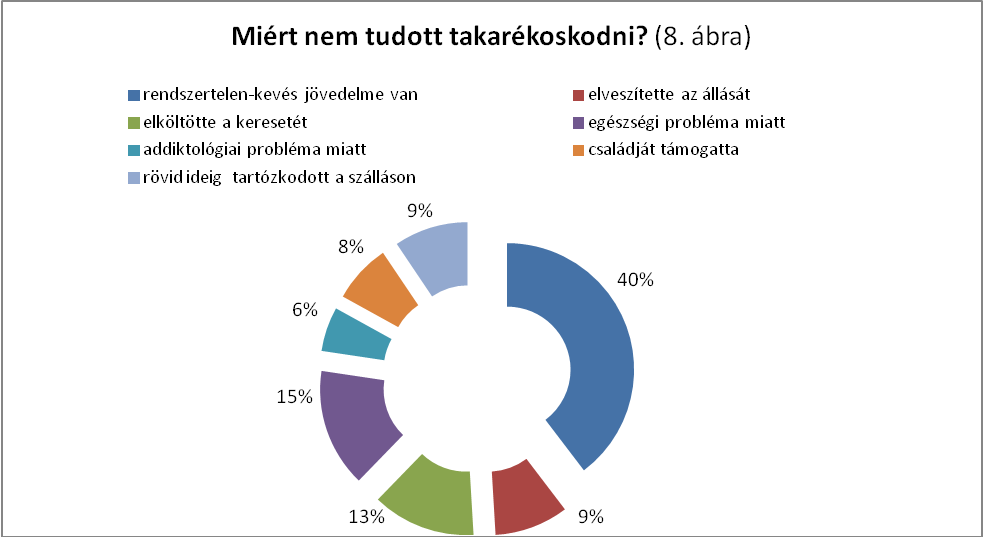 Miért nem tudott takarékoskodni? (8. ábra)
rendszertelen-kevés jövedelme van
elveszítette az állását
elköltötte a keresetét
egészségi probléma miatt
addiktológiai probléma miatt
családját támogatta
rövid ideig tartózkodott a szálláson
9%
8%
40%
6%
15%
13%
9%